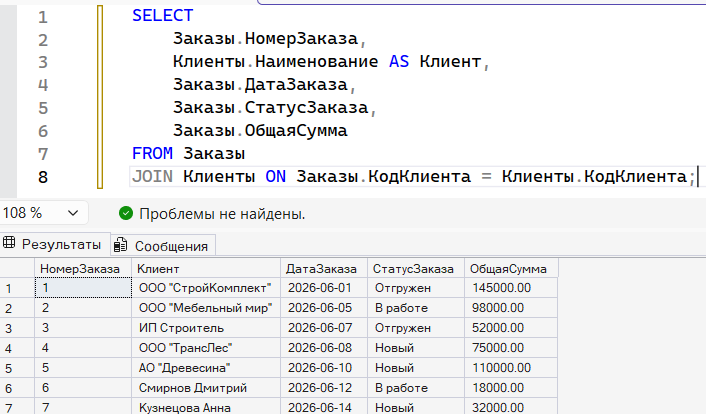 1 SELECT
2 Заказы.НомерЗаказа,
3 Клиенты.Наименование AS Клиент,
4 Заказы.ДатаЗаказа,
5 Заказы.СтатусЗаказа,
6 Заказы.ОбщаяСумма
7 FROM Заказы
8 JOIN Клиенты ON Заказы.КодКлиента = Клиенты.КодКлиента;
108 % Проблемы не найдены.
Результаты Сообщения
НомерЗаказа Клиент ДатаЗаказа СтатусЗаказа ОбщаяСумма
1 1 ООО "СтройКомплект" 2026-06-01 Отгружен 145000.00
2 2 ООО "Мебельный мир" 2026-06-05 В работе 98000.00
3 3 ИП Строитель 2026-06-07 Отгружен 52000.00
4 4 ООО "ТрансЛес" 2026-06-08 Новый 75000.00
5 5 АО "Древесина" 2026-06-10 Новый 110000.00
6 6 Смирнов Дмитрий 2026-06-12 В работе 18000.00
7 7 Кузнецова Анна 2026-06-14 Новый 32000.00